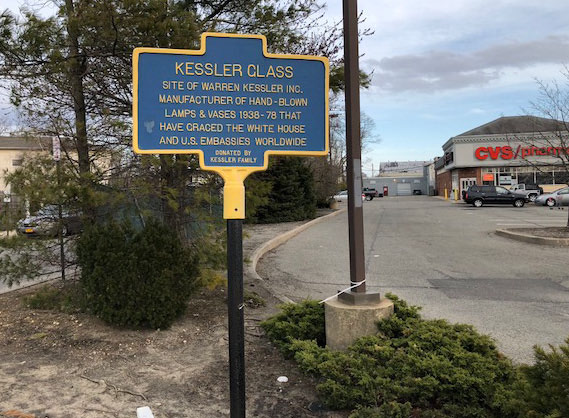 KESSLER GLASS
SITE OF WARREN KESSLER INC.
MANUFACTURER OF HAND-BLOWN
LAMPS & VASES 1938-78 THAT
HAVE GRACED THE WHITE HOUSE
AND U.S. EMBASSIES WORLDWIDE
DONATED BY
KESSLER FAMILY
CVS/pharmacy